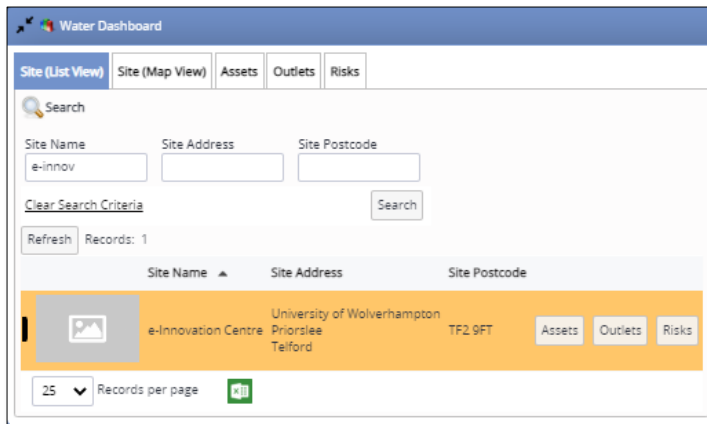 Water Dashboard
Site (List View) Site (Map View) Assets Outlets Risks
Search
Site Name Site Address Site Postcode
e-innov
Clear Search Criteria Search
Refresh Records: 1
Site Name Site Address Site Postcode
University of Wolverhampton
e-Innovation Centre Priorslee TF2 9FT Assets Outlets Risks
Telford
25 Records per page